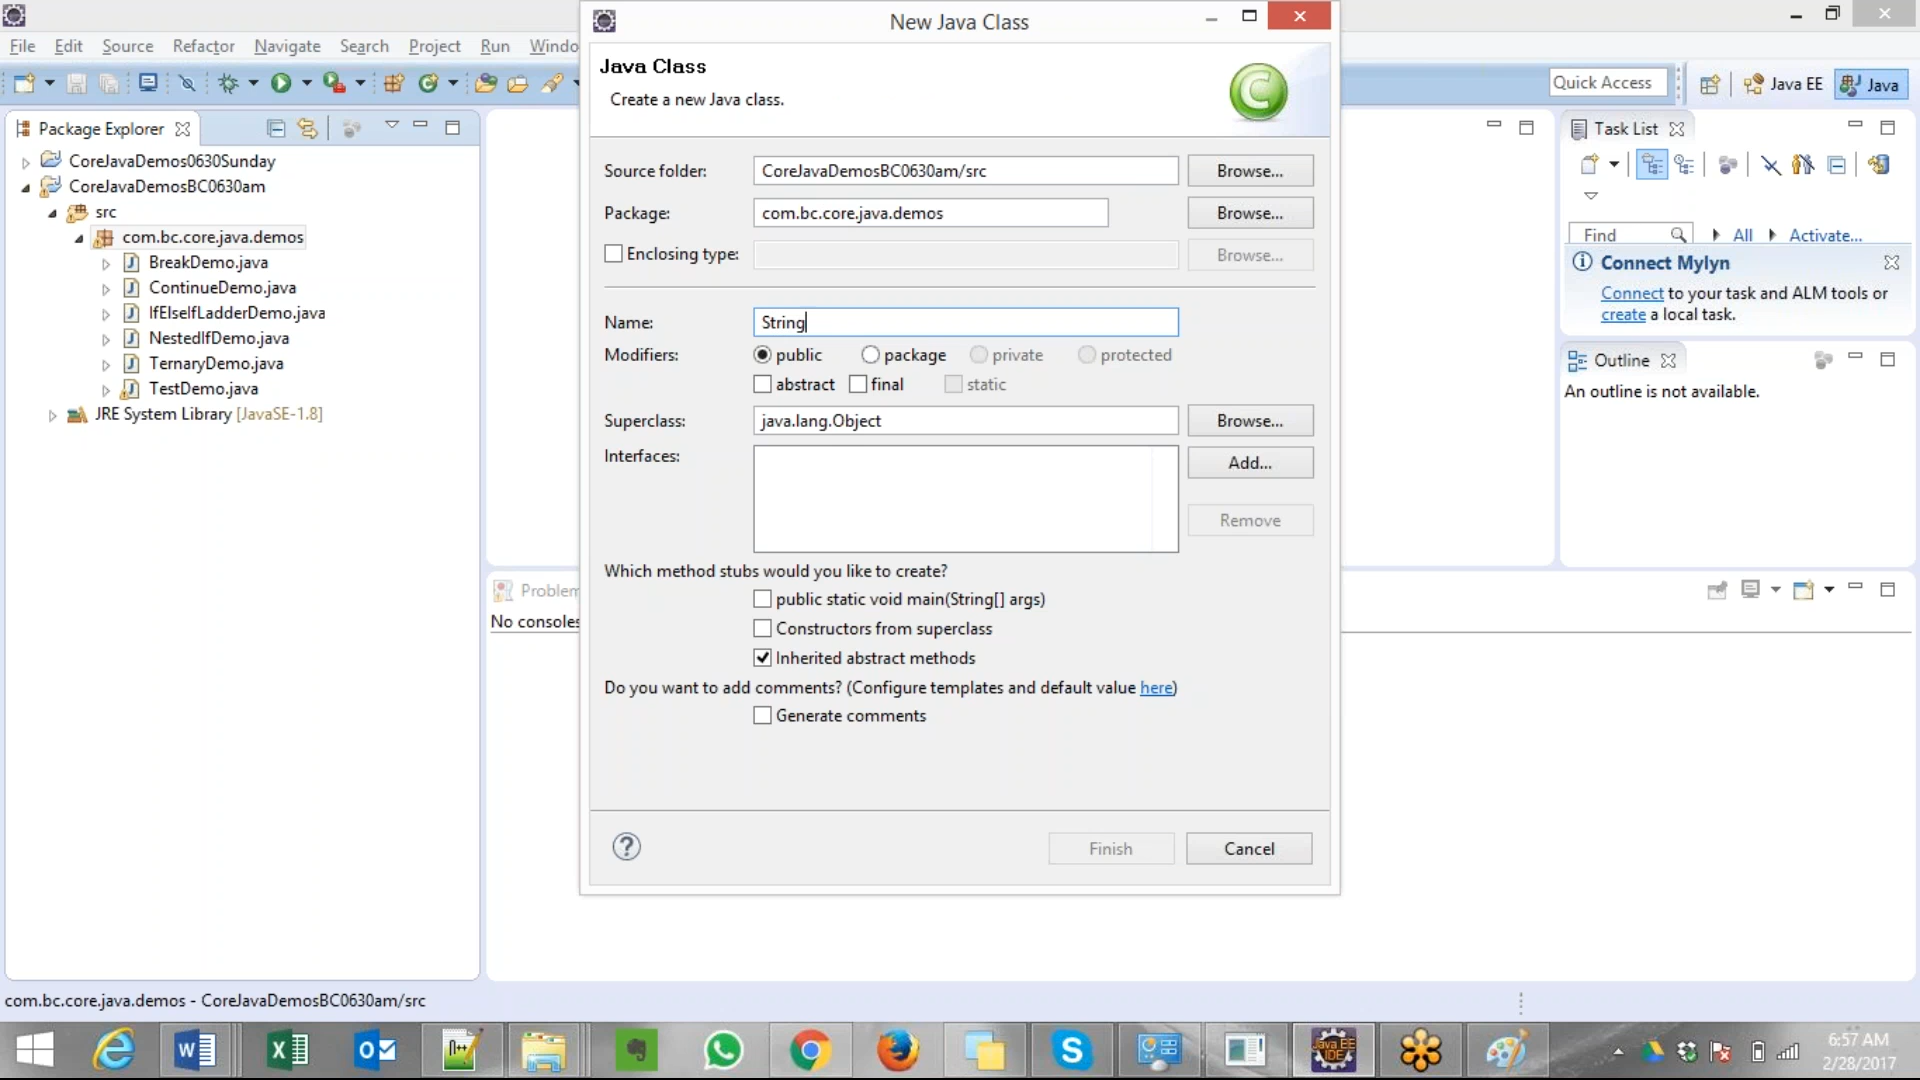 New Java Class
File Edit Source Refactor Navigate Search Project Run Windo
Java Class
Create a new Java class.
Quick Access
Java EE
Java
Package Explorer
CoreJavaDemos0630Sunday
CoreJavaDemosBC0630am
src
com.bc.core.java.demos
BreakDemo.java
ContinueDemo.java
IfElseIfLadderDemo.java
NestedIfDemo.java
TernaryDemo.java
TestDemo.java
JRE System Library [JavaSE-1.8]
Source folder: CoreJavaDemosBC0630am/src Browse...
Package: com.bc.core.java.demos Browse...
Enclosing type: Browse...
Name: String
Modifiers: public package private protected
abstract final static
Superclass: java.lang.Object Browse...
Interfaces: Add...
Remove
Which method stubs would you like to create?
public static void main(String[] args)
Constructors from superclass
Inherited abstract methods
Do you want to add comments? (Configure templates and default value here)
Generate comments
Finish Cancel
Task List
Find All Activate...
Connect Mylyn
Connect to your task and ALM tools or
create a local task.
Outline
An outline is not available.
Problem
No consoles
com.bc.core.java.demos - CoreJavaDemosBC0630am/src
Java EE
IDE
6:57 AM
2/28/2017